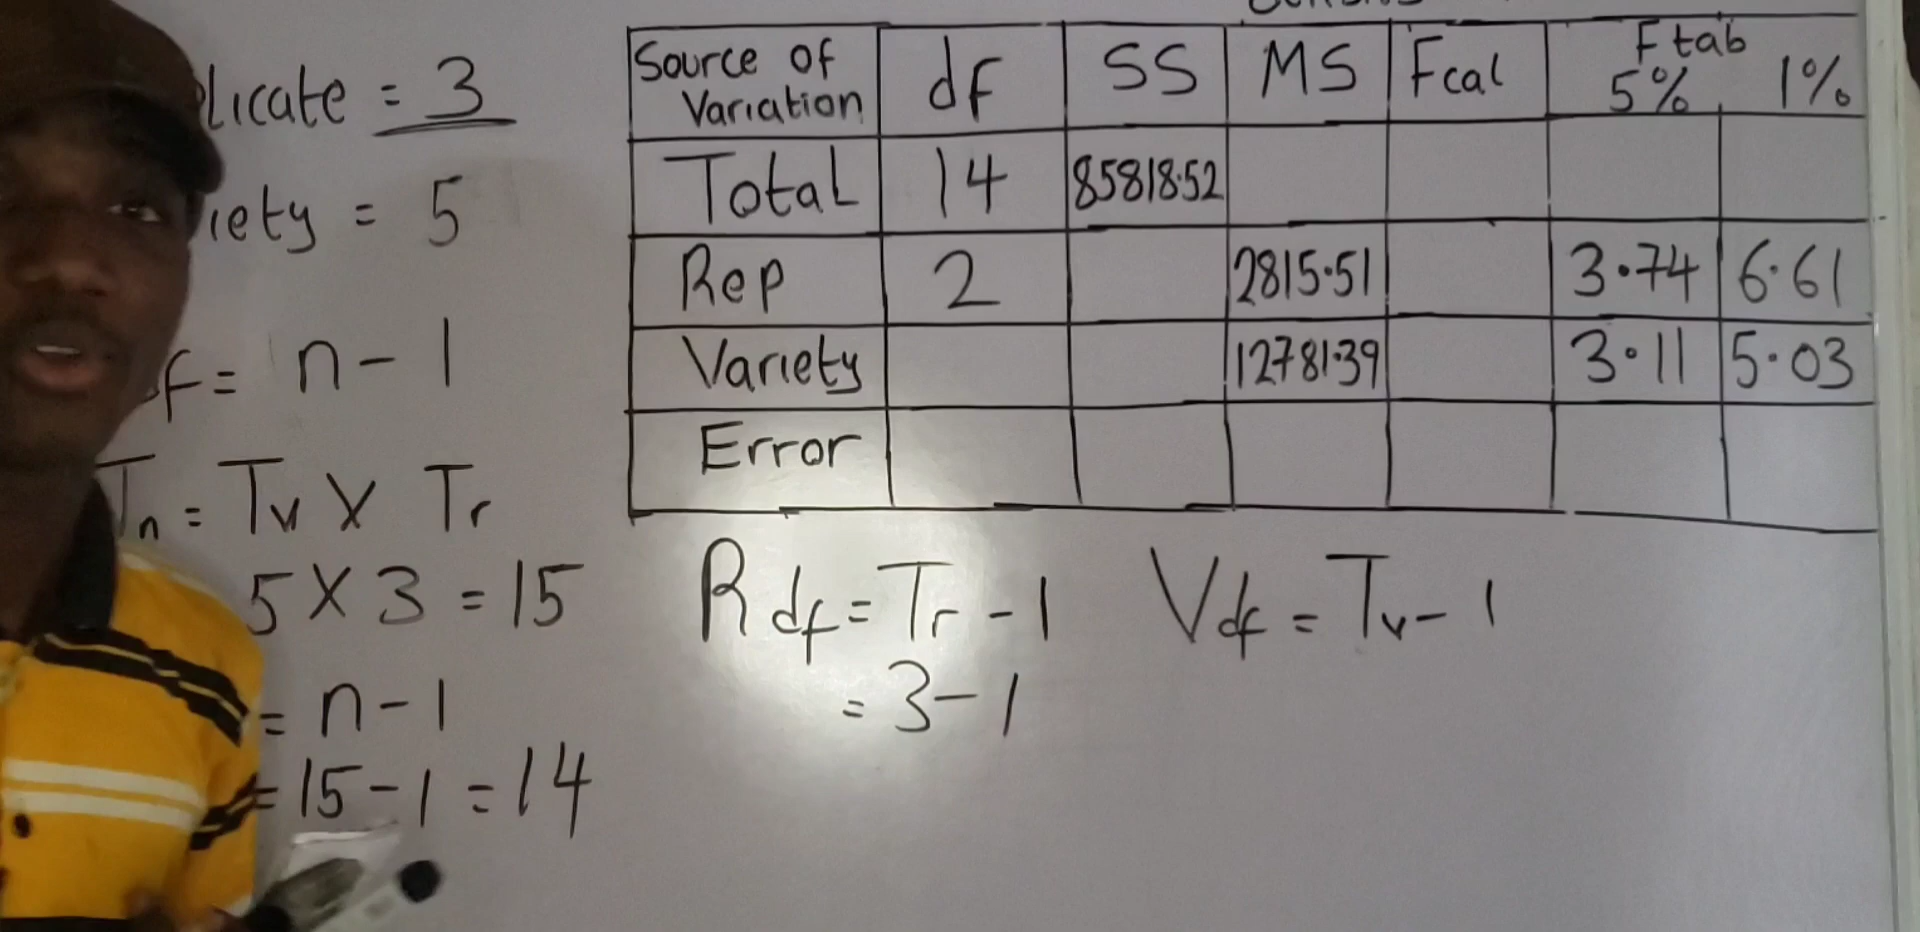 licate = 3
iety = 5
f = n - 1
Tn = Tv X Tr
5 X 3 = 15
= n - 1
= 15 - 1 = 14
Source of Variation df SS MS Fcal F tab 5% 1%
Total 14 85818.52
Rep 2 2815.51 3.74 6.61
Variety 12781.39 3.11 5.03
Error
Rdf = Tr - 1
= 3 - 1
Vdf = Tv - 1